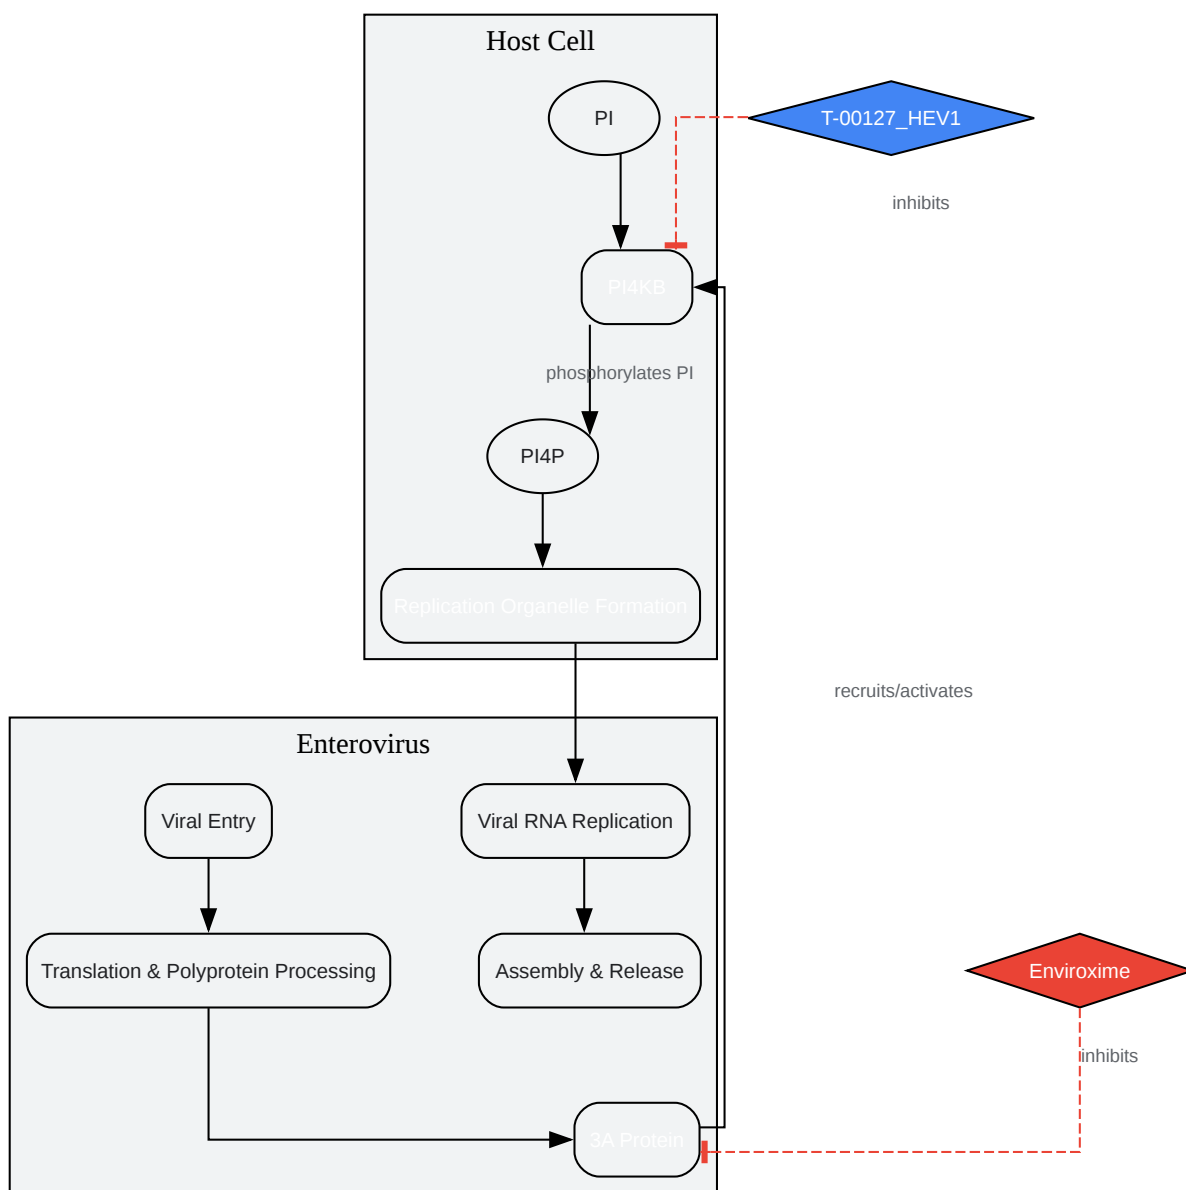 Host Cell
PI
T-00127_HEV1
inhibits
PI4KB
phosphorylates PI
PI4P
Replication Organelle Formation
recruits/activates
Enterovirus
Viral Entry
Viral RNA Replication
Translation & Polyprotein Processing
Assembly & Release
Enviroxime
inhibits
3A Protein